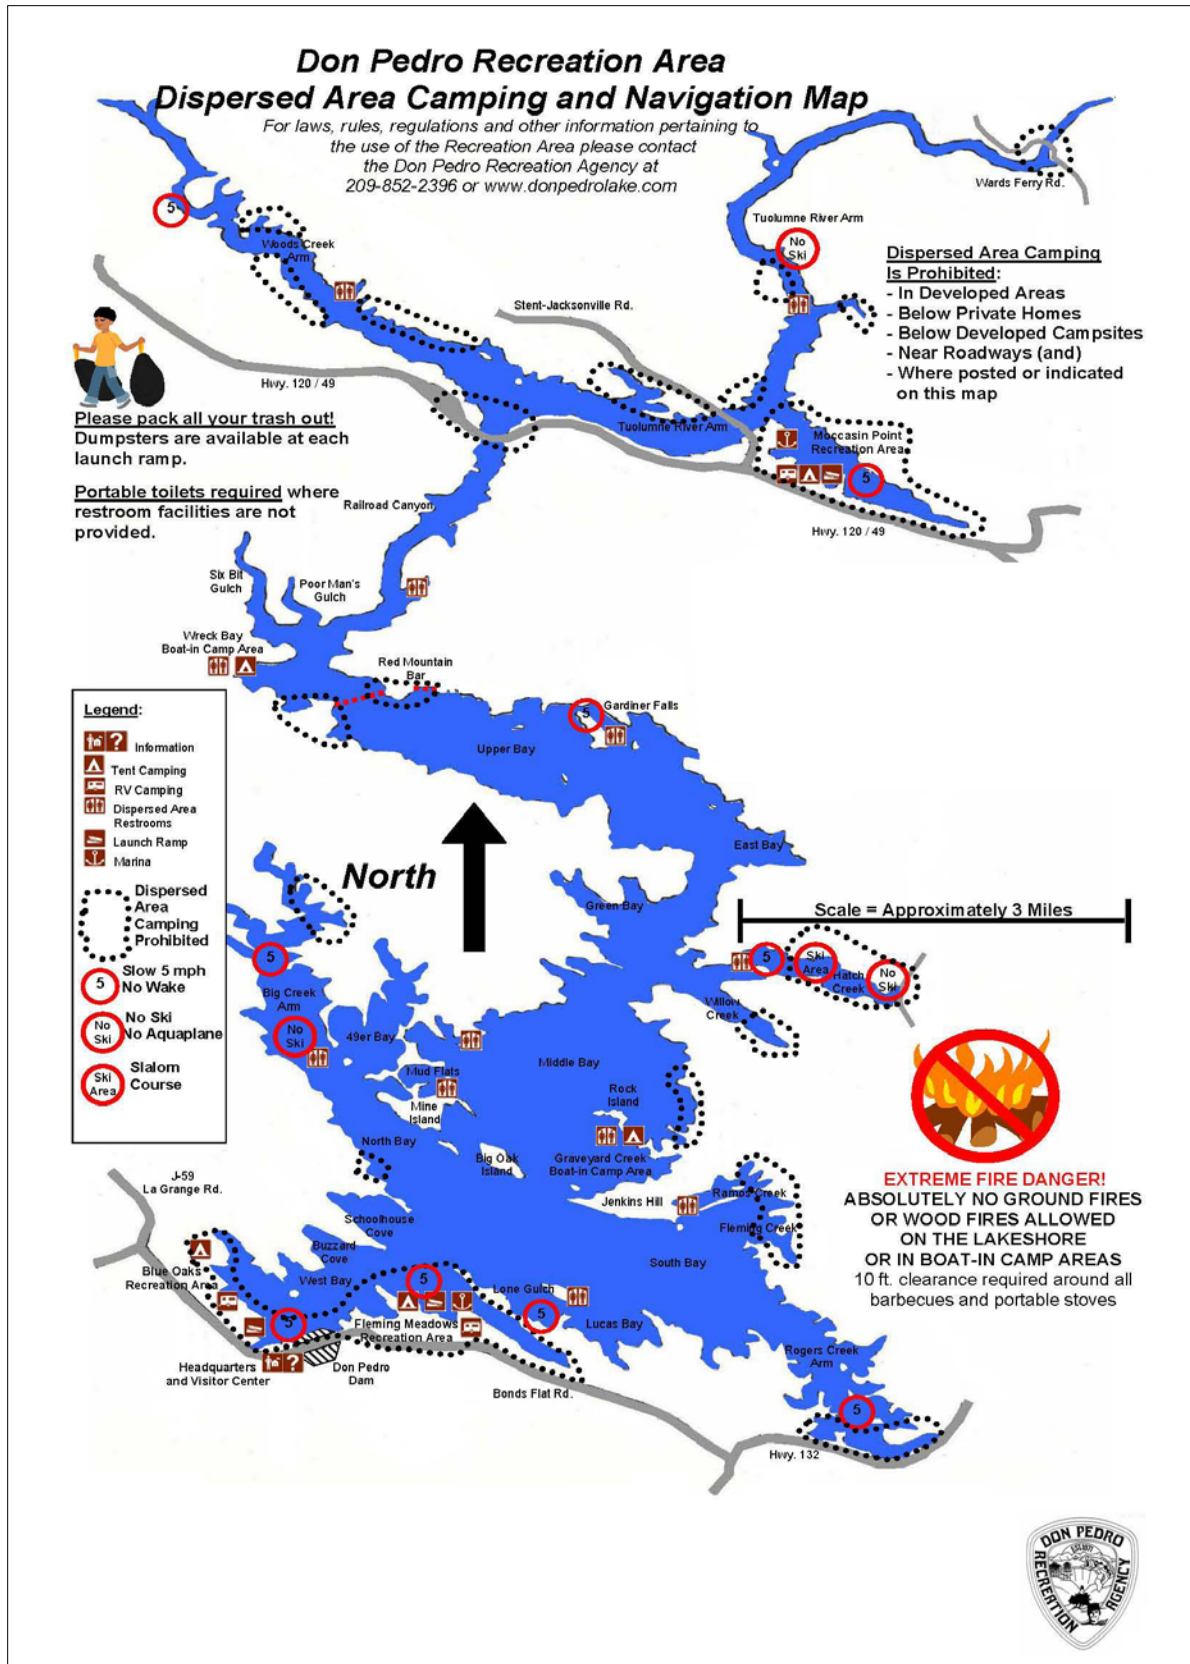 Don Pedro Recreation Area
Dispersed Area Camping and Navigation Map
For laws, rules, regulations and other information pertaining to
the use of the Recreation Area please contact
the Don Pedro Recreation Agency at
209-852-2396 or www.donpedrolake.com
Wards Ferry Rd.
Tuolumne River Arm
No
Ski
5
Woods Creek
Arm
Dispersed Area Camping
Is Prohibited:
- In Developed Areas
- Below Private Homes
- Below Developed Campsites
- Near Roadways (and)
- Where posted or indicated
on this map
Stent-Jacksonville Rd.
Hwy. 120 / 49
Please pack all your trash out!
Dumpsters are available at each
launch ramp.
Portable toilets required where
restroom facilities are not
provided.
Tuolumne River Arm
Moccasin Point
Recreation Area
5
Hwy. 120 / 49
Railroad Canyon
Six Bit
Gulch
Poor Man's
Gulch
Wreck Bay
Boat-in Camp Area
Red Mountain
Bar
5
Gardiner Falls
Upper Bay
East Bay
Legend:
? Information
Tent Camping
RV Camping
Dispersed Area
Restrooms
Launch Ramp
Marina
Dispersed
Area
Camping
Prohibited
5
Slow 5 mph
No Wake
No
Ski
No Ski
No Aquaplane
Ski
Area
Slalom
Course
North
Green Bay
Scale = Approximately 3 Miles
5
Ski
Area
Hatch
Creek
No
Ski
Willow
Creek
5
Big Creek
Arm
No
Ski
49er Bay
Mud Flats
Mine
Island
Middle Bay
Rock
Island
North Bay
Big Oak
Island
Graveyard Creek
Boat-in Camp Area
Jenkins Hill
Ramos Creek
Fleming Creek
EXTREME FIRE DANGER!
ABSOLUTELY NO GROUND FIRES
OR WOOD FIRES ALLOWED
ON THE LAKESHORE
OR IN BOAT-IN CAMP AREAS
10 ft. clearance required around all
barbecues and portable stoves
J-59
La Grange Rd.
Schoolhouse
Cove
Buzzard
Cove
South Bay
Blue Oaks
Recreation Area
West Bay
5
Lone Gulch
5
Lucas Bay
5
Fleming Meadows
Recreation Area
Headquarters
and Visitor Center
?
Don Pedro
Dam
Bonds Flat Rd.
Rogers Creek
Arm
5
Hwy. 132
DON PEDRO
RECREATION
AGENCY